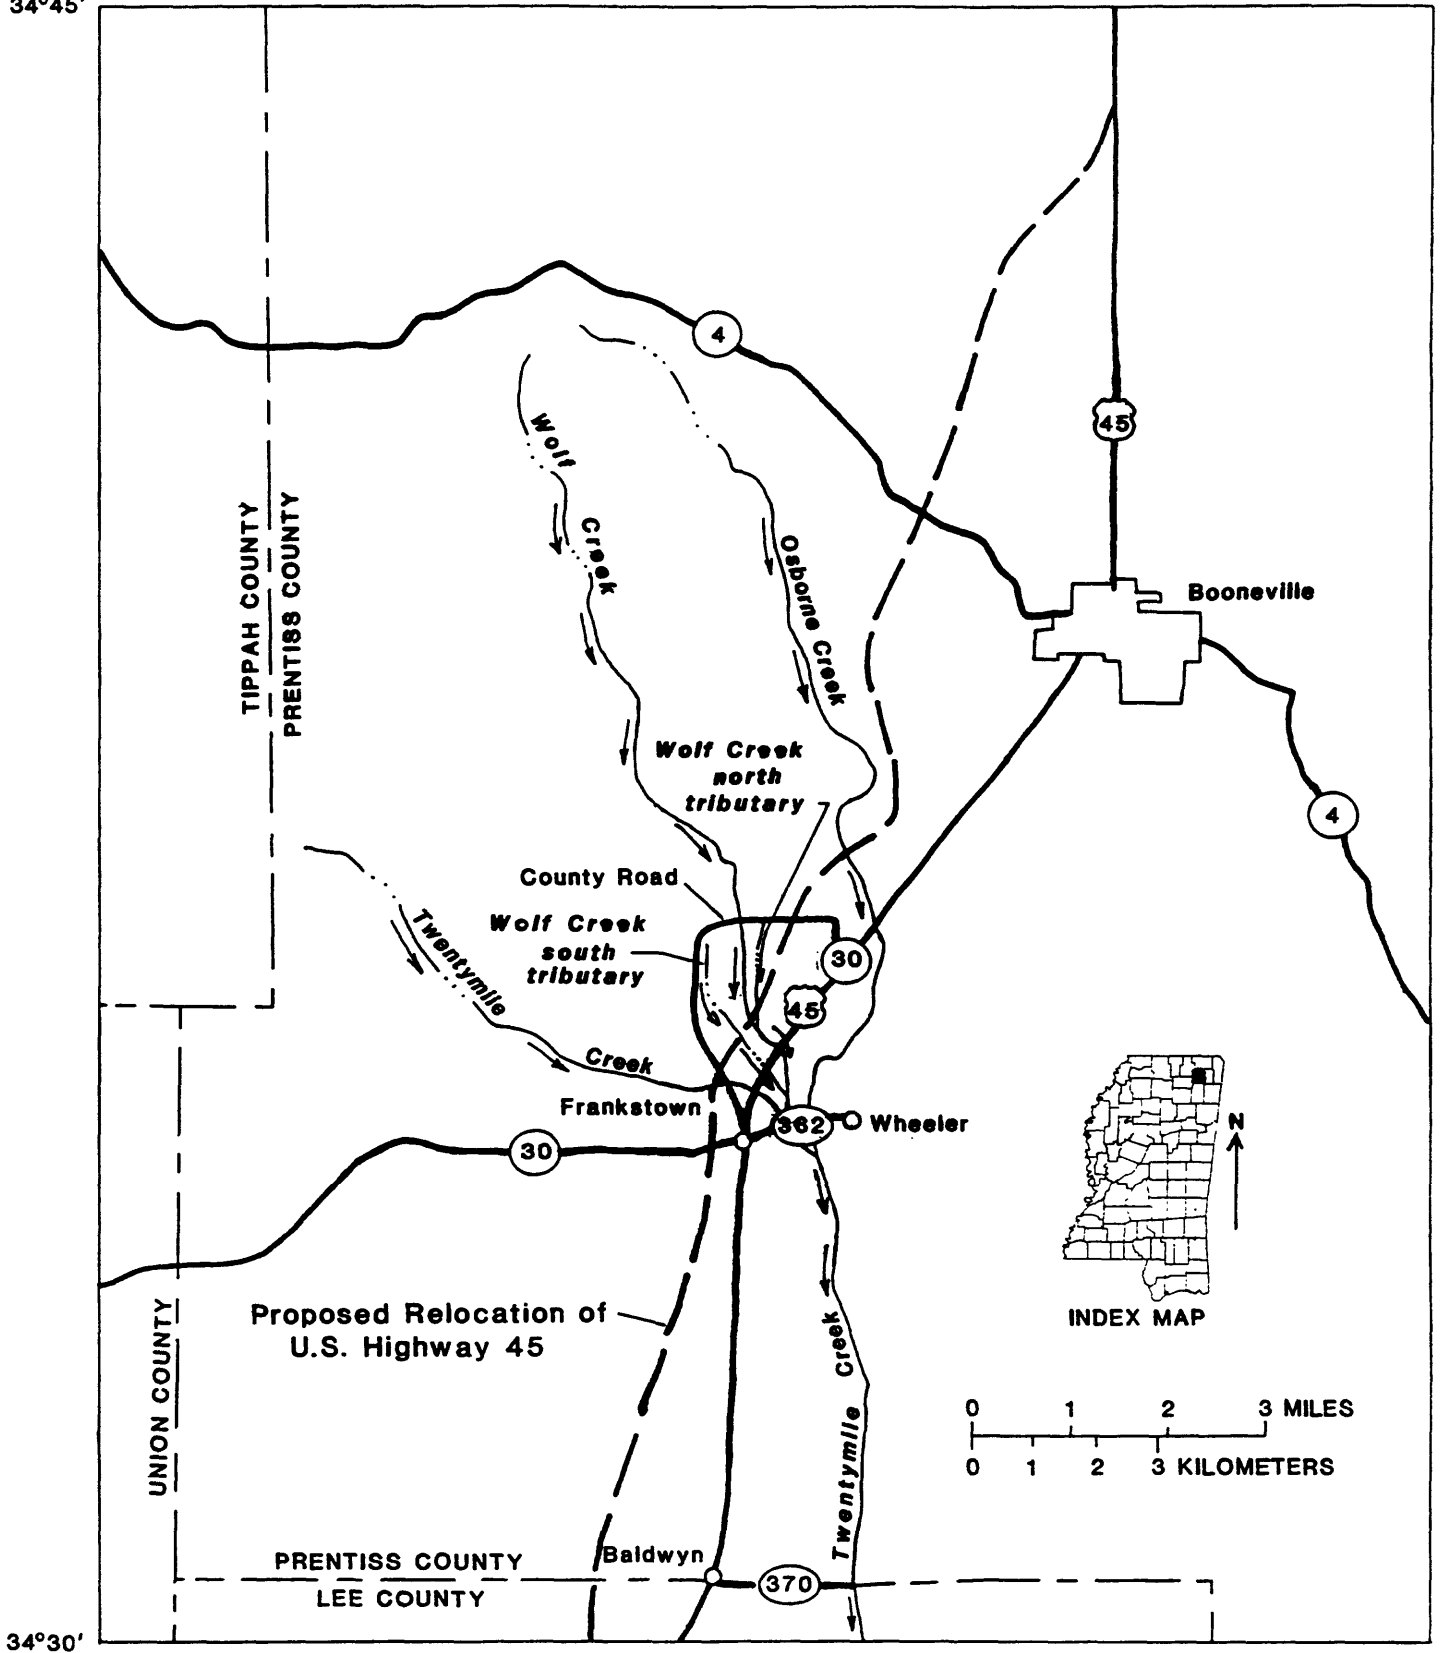 34°45'
4
45
Wolf
Creek
Osborne Creek
TIPPAH COUNTY
PRENTISS COUNTY
Booneville
Wolf Creek
north
tributary
4
County Road
Wolf Creek
south
tributary
Twentymile
Creek
30
45
Frankstown
362
Wheeler
30
N
INDEX MAP
Proposed Relocation of
U.S. Highway 45
UNION COUNTY
Twentymile Creek
0 1 2 3 MILES
0 1 2 3 KILOMETERS
Baldwyn
PRENTISS COUNTY
LEE COUNTY
370
34°30'